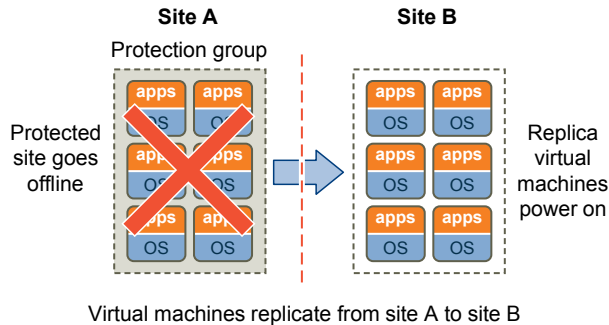 Site A
Site B
Protection group
apps apps
OS OS
apps apps
OS OS
apps apps
OS OS
Protected
site goes
offline
apps apps
OS OS
apps apps
OS OS
apps apps
OS OS
Replica
virtual
machines
power on
Virtual machines replicate from site A to site B